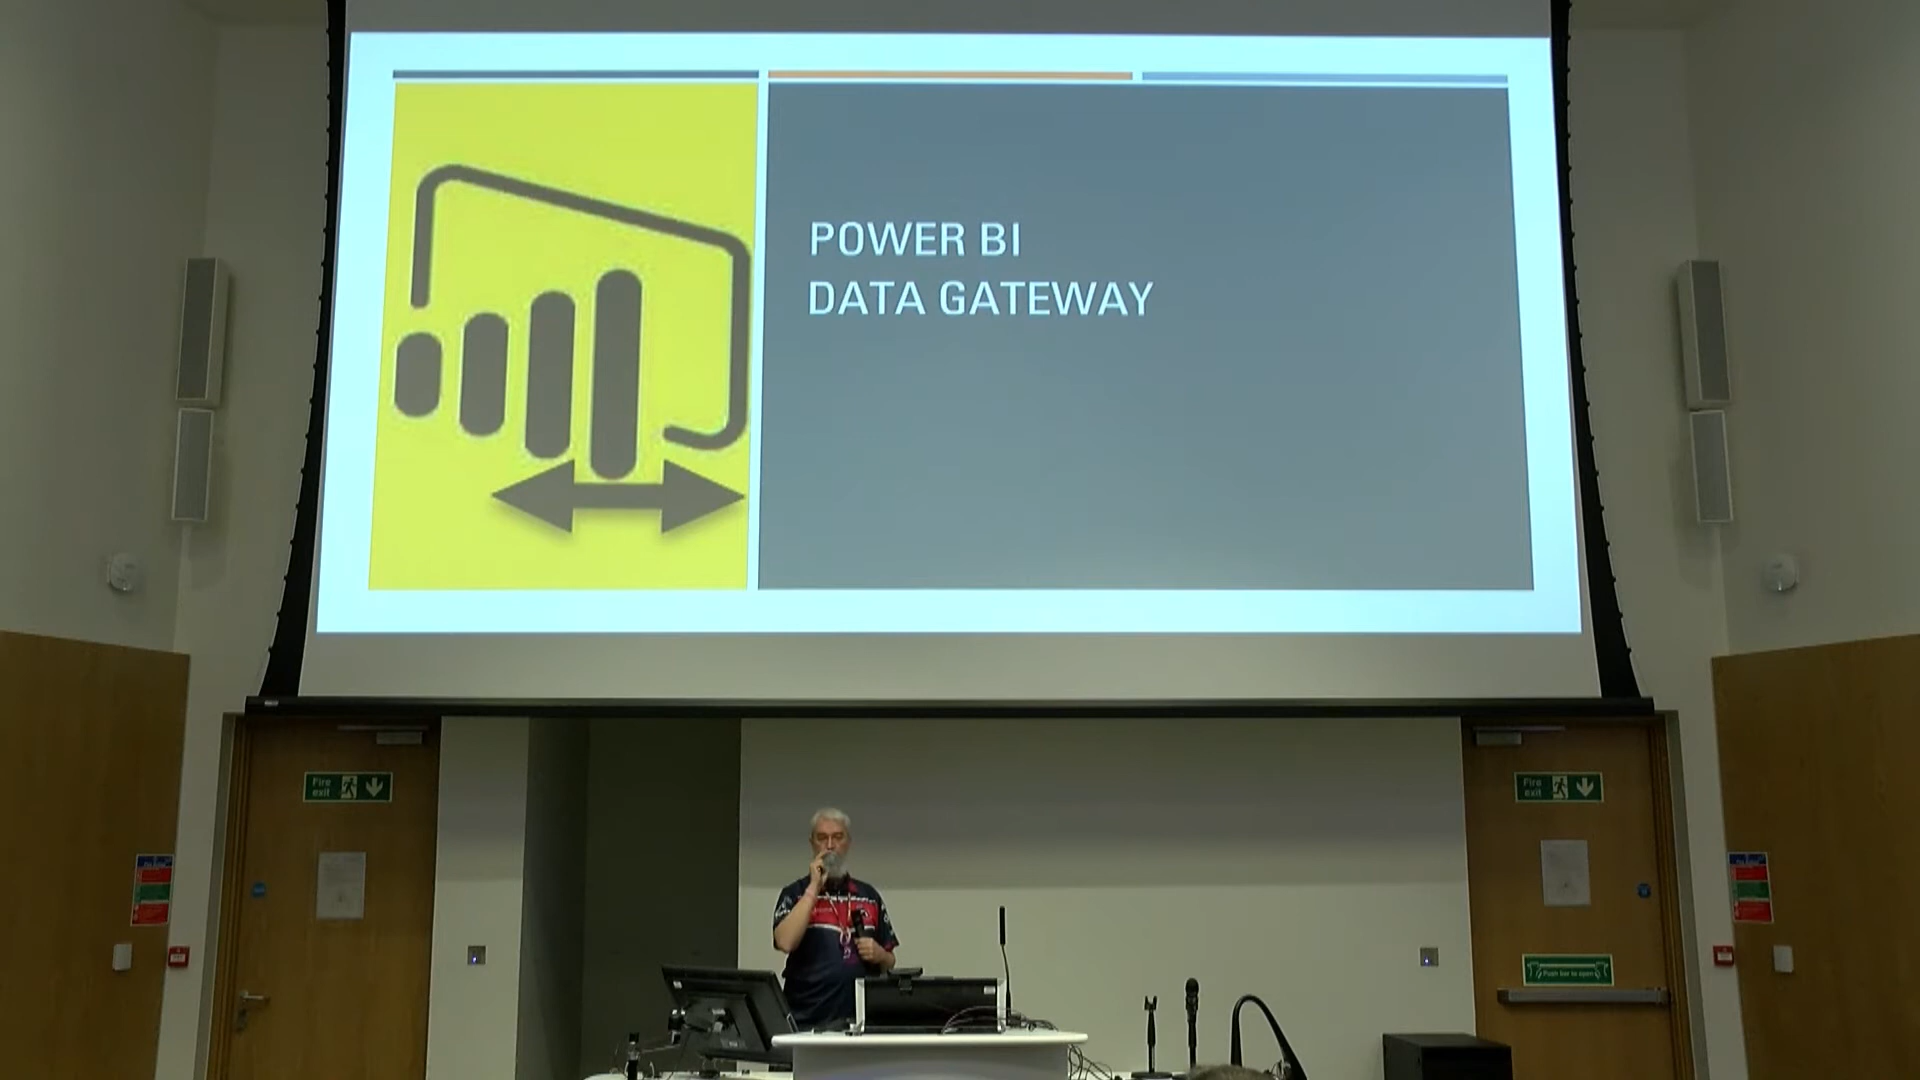 POWER BI
DATA GATEWAY
Fire
exit
Fire
exit
Push bar to open